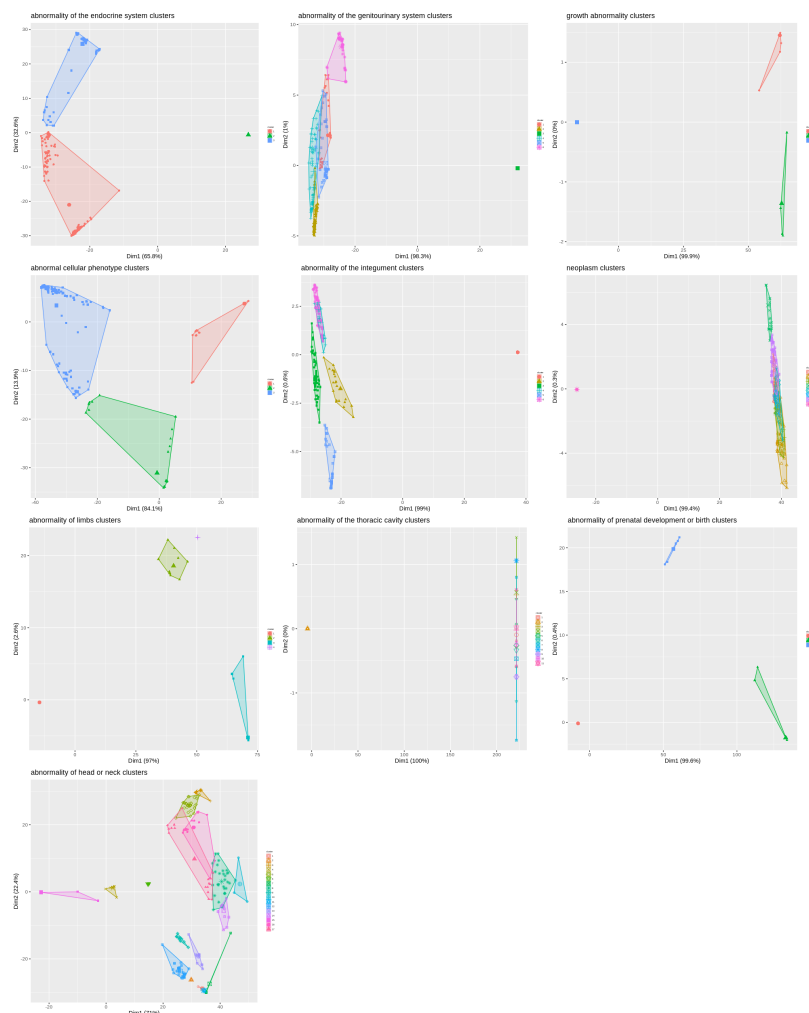 abnormality of the endocrine system clusters
abnormality of the genitourinary system clusters
growth abnormality clusters
30
20
10
0
-10
-20
-30
Dim2 (32.6%)
-20
0
20
Dim1 (65.8%)
10
5
0
-5
Dim2 (1%)
0
20
Dim1 (98.3%)
1
0
-1
-2
Dim2 (0%)
0
50
Dim1 (99.9%)
abnormal cellular phenotype clusters
abnormality of the integument clusters
neoplasm clusters
0
-10
-20
-30
Dim2 (13.9%)
-40
-20
0
20
Dim1 (84.1%)
2.5
0.0
-2.5
-5.0
Dim2 (0.6%)
-20
0
20
40
Dim1 (99%)
4
0
-4
Dim2 (0.3%)
-20
0
20
40
Dim1 (99.4%)
abnormality of limbs clusters
abnormality of the thoracic cavity clusters
abnormality of prenatal development or birth clusters
20
10
0
Dim2 (2.6%)
0
25
50
75
Dim1 (97%)
1
0
-1
Dim2 (0%)
0
50
100
150
200
Dim1 (100%)
20
15
10
5
0
Dim2 (0.4%)
0
50
100
Dim1 (99.6%)
abnormality of head or neck clusters
20
0
-20
Dim2 (22.4%)
-20
0
20
40